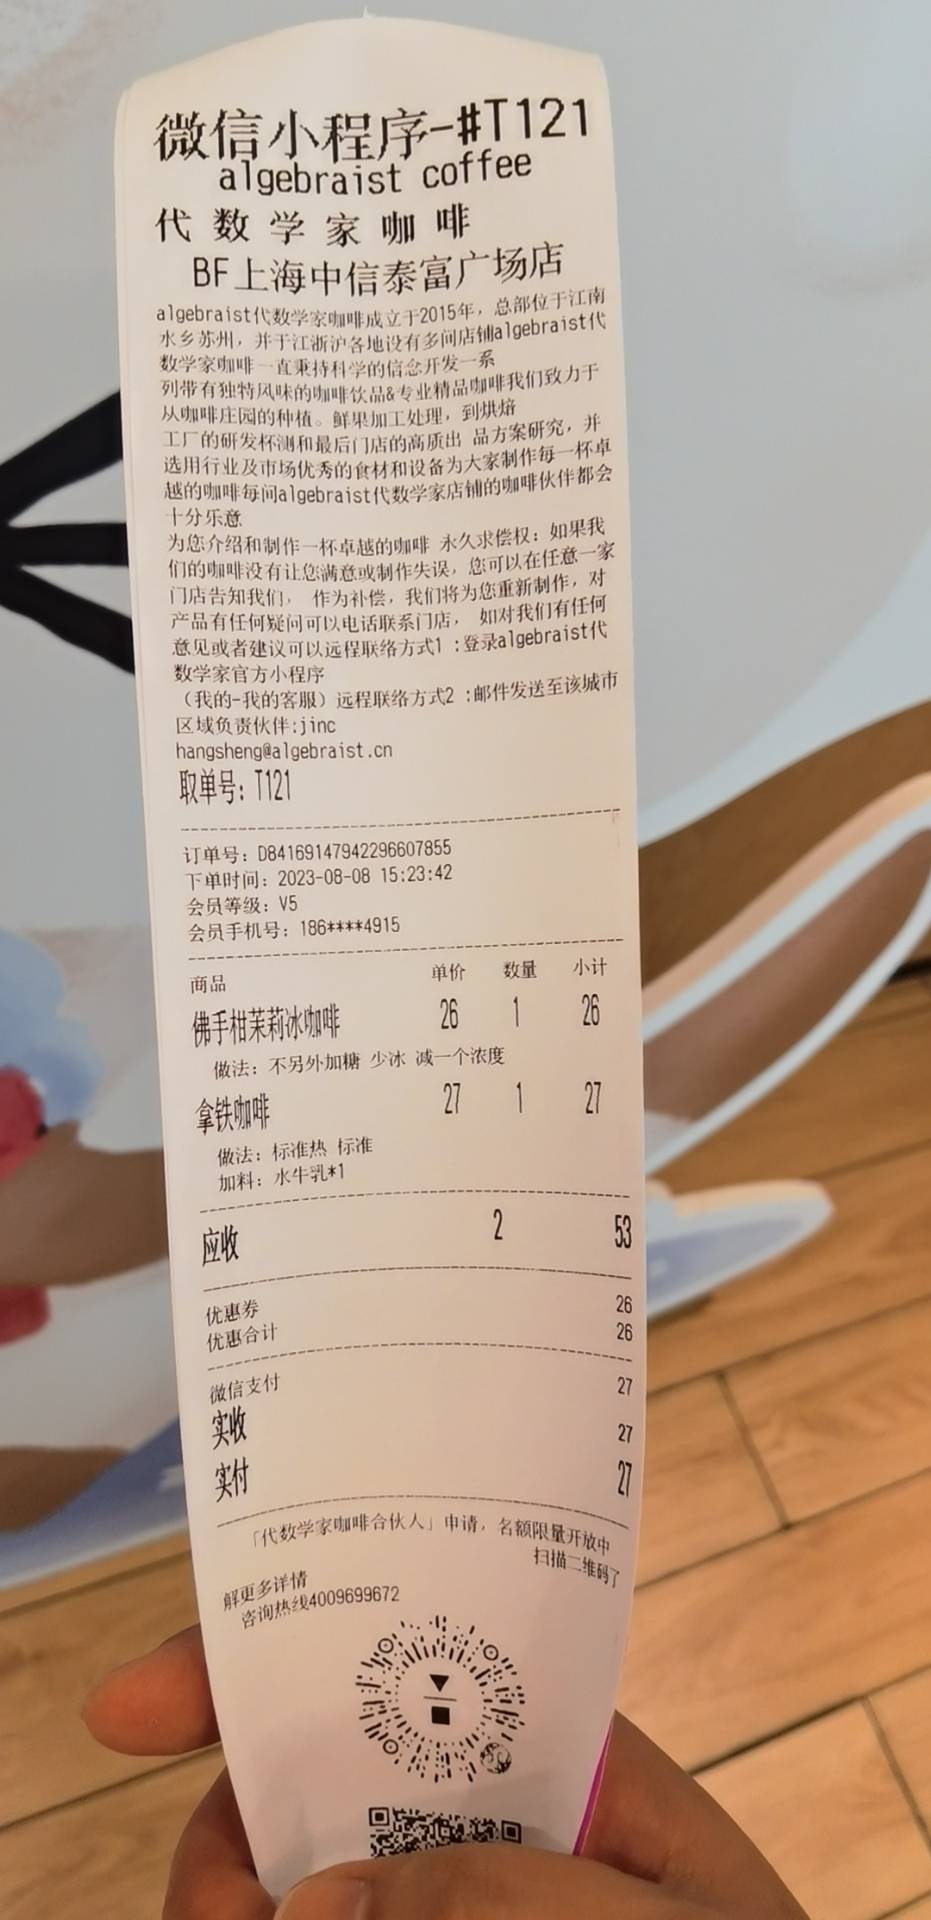 微信小程序-#T121
algebraist coffee
代数学家咖啡
BF上海中信泰富广场店
algebraist代数学家咖啡成立于2015年，总部位于江南
水乡苏州，并于江浙沪各地设有多间店铺algebraist代
数学家咖啡一直秉持科学的信念开发一系
列带有独特风味的咖啡饮品&专业精品咖啡我们致力于
从咖啡庄园的种植。鲜果加工处理，到烘焙
工厂的研发杯测和最后门店的高质出 品方案研究，并
选用行业及市场优秀的食材和设备为大家制作每一杯卓
越的咖啡每间algebraist代数学家店铺的咖啡伙伴都会
十分乐意
为您介绍和制作一杯卓越的咖啡 永久求偿权：如果我
们的咖啡没有让您满意或制作失误，您可以在任意一家
门店告知我们， 作为补偿，我们将为您重新制作，对
产品有任何疑问可以电话联系门店， 如对我们有任何
意见或者建议可以远程联络方式1 :登录algebraist代
数学家官方小程序
（我的-我的客服）远程联络方式2 :邮件发送至该城市
区域负责伙伴:jinc
hangsheng@algebraist.cn
取单号：T121
订单号：D84169147942296607855
下单时间：2023-08-08 15:23:42
会员等级：V5
会员手机号：186****4915
商品 单价 数量 小计
佛手柑茉莉冰咖啡 26 1 26
做法：不另外加糖 少冰 减一个浓度
拿铁咖啡 27 1 27
做法：标准热 标准
加料：水牛乳*1
应收 2 53
优惠券 26
优惠合计 26
微信支付 27
实收 27
实付 27
「代数学家咖啡合伙人」申请，名额限量开放中
扫描二维码了
解更多详情
咨询热线4009699672